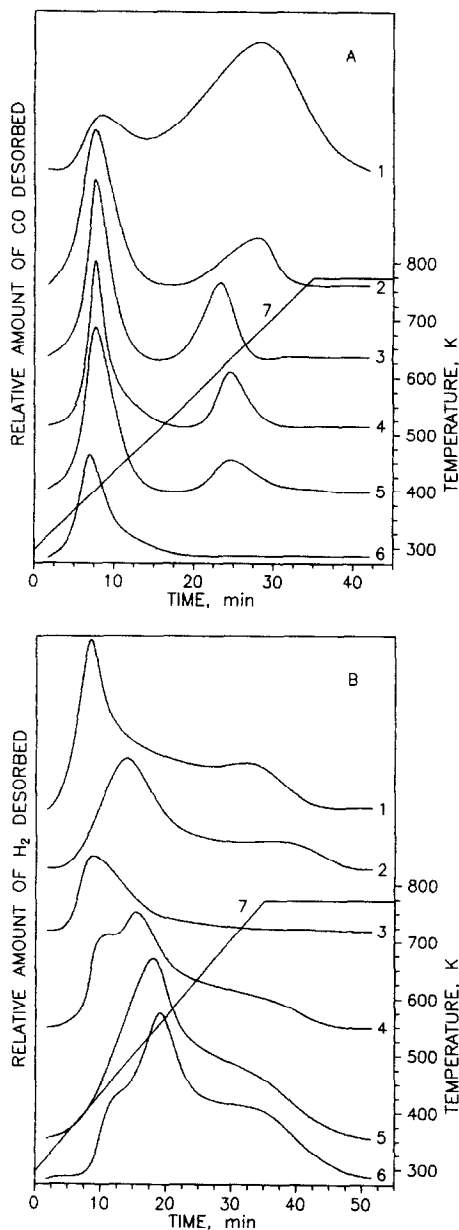 A
RELATIVE AMOUNT OF CO DESORBED
1
2
3
4
5
6
7
800
700
600
500
400
300
TEMPERATURE, K
0 10 20 30 40 50
TIME, min
B
RELATIVE AMOUNT OF H₂ DESORBED
1
2
3
4
5
6
7
800
700
600
500
400
300
TEMPERATURE, K
0 10 20 30 40 50
TIME, min